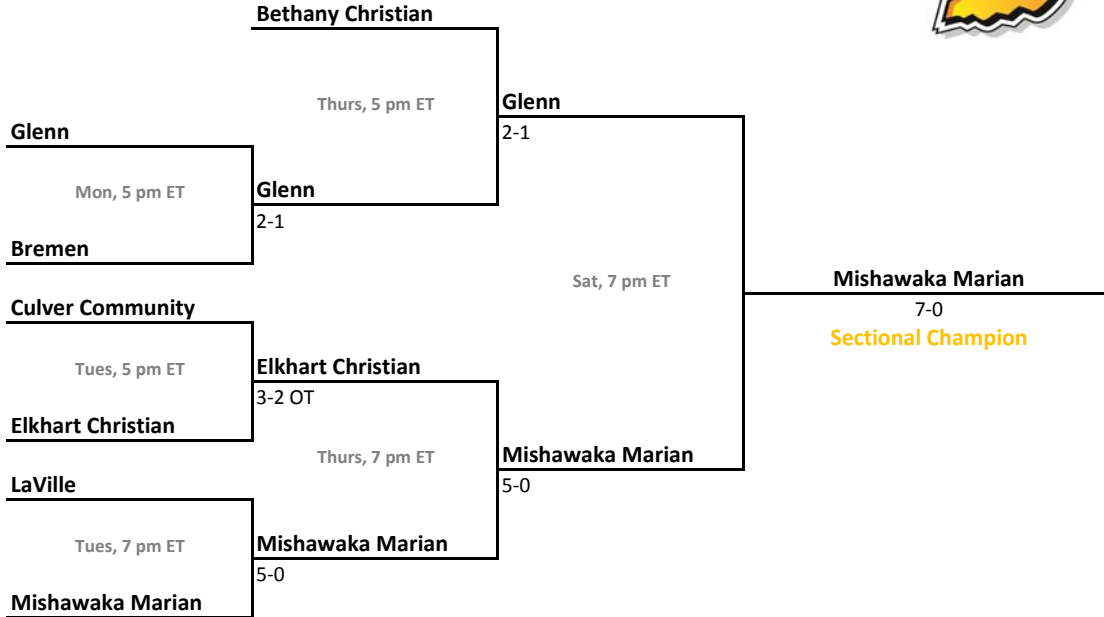 Bethany Christian
Thurs, 5 pm ET
Glenn
2-1
Glenn
Mon, 5 pm ET
Glenn
2-1
Bremen
Sat, 7 pm ET
Mishawaka Marian
7-0
Sectional Champion
Culver Community
Tues, 5 pm ET
Elkhart Christian
3-2 OT
Elkhart Christian
Thurs, 7 pm ET
Mishawaka Marian
5-0
LaVille
Tues, 7 pm ET
Mishawaka Marian
5-0
Mishawaka Marian